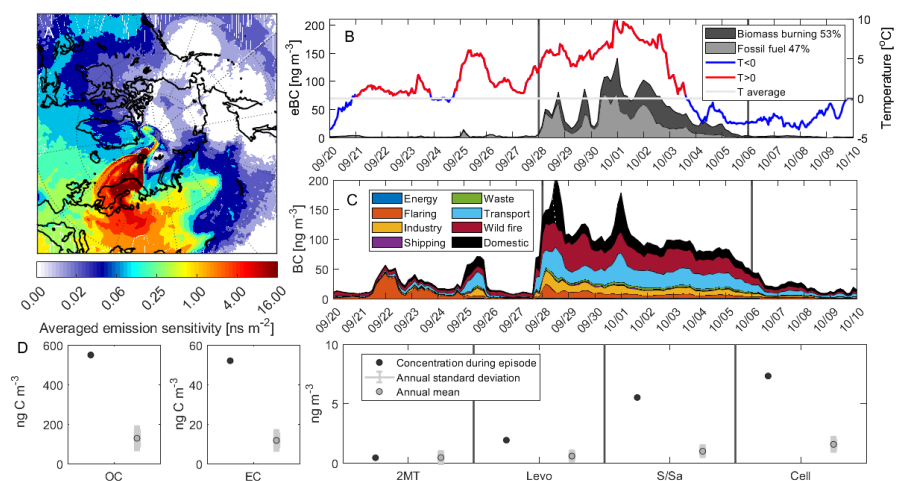 A
0.00 0.02 0.06 0.25 1.00 4.00 16.00
Averaged emission sensitivity [ns m-2]
B
eBC [ng m-3]
200
150
100
50
0
Biomass burning 53%
Fossil fuel 47%
T<0
T>0
T average
10
5
0
-5
Temperature [°C]
09/20 09/21 09/22 09/23 09/24 09/25 09/26 09/27 09/28 09/29 09/30 10/01 10/02 10/03 10/04 10/05 10/06 10/07 10/08 10/09 10/10
C
BC [ng m-3]
200
150
100
50
0
Energy Waste
Flaring Transport
Industry Wild fire
Shipping Domestic
09/20 09/21 09/22 09/23 09/24 09/25 09/26 09/27 09/28 09/29 09/30 10/01 10/02 10/03 10/04 10/05 10/06 10/07 10/08 10/09 10/10
D
ng C m-3
600
400
200
0
OC
ng C m-3
60
40
20
0
EC
ng m-3
10
5
0
Concentration during episode
Annual standard deviation
Annual mean
2MT Levo S/Sa Cell